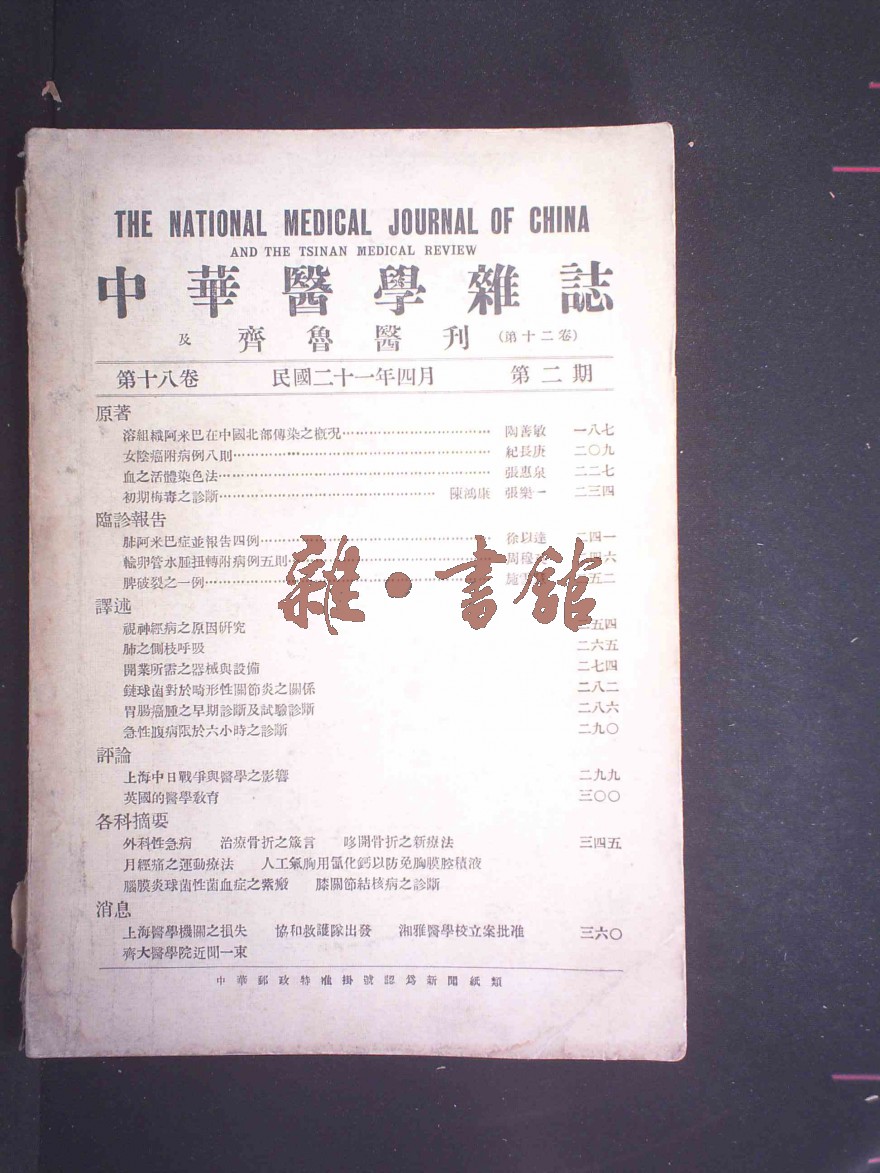 THE NATIONAL MEDICAL JOURNAL OF CHINA
AND THE TSINAN MEDICAL REVIEW
中華醫學雜誌
及 齊魯醫刊 (第十二卷)
第十八卷 民國二十一年四月 第二期
原著
溶組織阿米巴在中國北部傳染之概況 陶善敏 一八七
女陰癌附病例八則 紀長庚 二〇九
血之活體染色法 張惠泉 二二七
初期梅毒之診斷 陳鴻康 張樂一 二三四
臨診報告
肺阿米巴症並報告四例 徐以達 二四一
輸卵管水腫扭轉附病例五則 周穆 四六
脾破裂之一例 施 五二
雜·書館
譯述
視神經病之原因研究 二五四
肺之側枝呼吸 二六五
開業所需之器械與設備 二七四
鏈球菌對於畸形性關節炎之關係 二八二
胃腸癌腫之早期診斷及試驗診斷 二八六
急性腹病限於六小時之診斷 二九〇
評論
上海中日戰爭與醫學之影響 二九九
英國的醫學教育 三〇〇
各科摘要
外科性急病 治療骨折之箴言 哆開骨折之新療法 三四五
月經痛之運動療法 人工氣胸用氯化鈣以防免胸膜腔積液
腦膜炎球菌性菌血症之紫瘢 膝關節結核病之診斷
消息
上海醫學機關之損失 協和救護隊出發 湘雅醫學校立案批准 三六〇
齊大醫學院近聞一束
中華郵政特准掛號認為新聞紙類